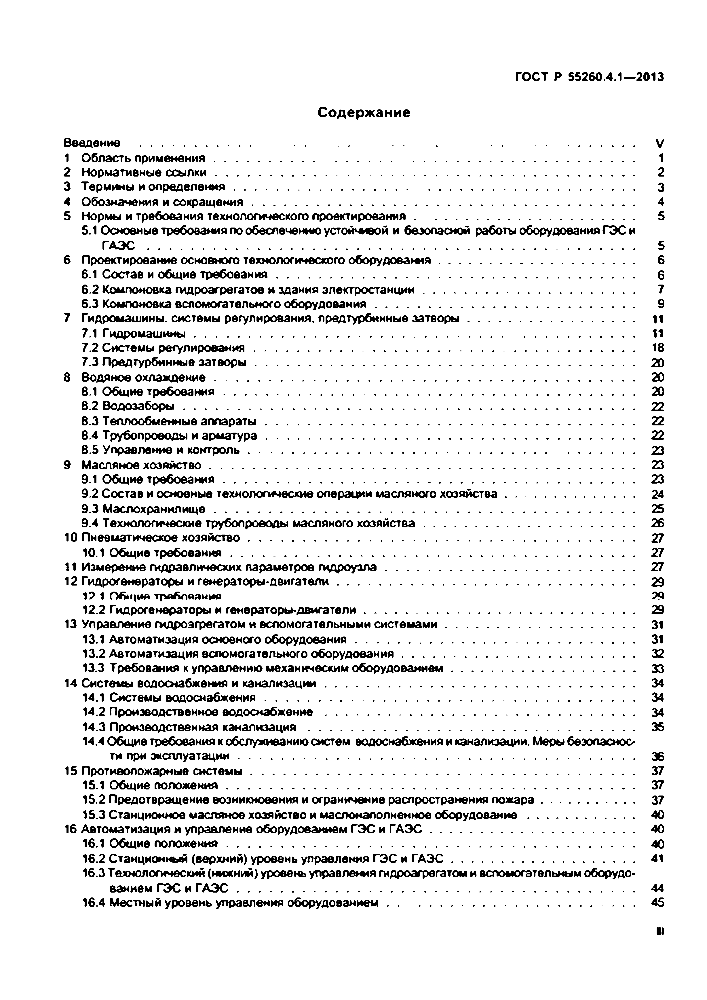 ГОСТ Р 55260.4.1—2013
Содержание
Введение . . . . . . . . . . V
1 Область применения . . . . . . . . . . 1
2 Нормативные ссылки . . . . . . . . . . 2
3 Термины и определения . . . . . . . . . . 3
4 Обозначения и сокращения . . . . . . . . . . 4
5 Нормы и требования технологического проектирования . . . . . . . . . . 5
5.1 Основные требования по обеспечению устойчивой и безопасной работы оборудования ГЭС и
ГАЭС . . . . . . . . . . 5
6 Проектирование основного технологического оборудования . . . . . . . . . . 6
6.1 Состав и общие требования . . . . . . . . . . 6
6.2 Компоновка гидроагрегатов и здания электростанции . . . . . . . . . . 7
6.3 Компоновка вспомогательного оборудования . . . . . . . . . . 9
7 Гидромашины. системы регулирования. предтурбинные затворы . . . . . . . . . . 11
7.1 Гидромашины . . . . . . . . . . 11
7.2 Системы регулирования . . . . . . . . . . 18
7.3 Предтурбинные затворы . . . . . . . . . . 20
8 Водяное охлаждение . . . . . . . . . . 20
8.1 Общие требования . . . . . . . . . . 20
8.2 Водозаборы . . . . . . . . . . 22
8.3 Теплообменные аппараты . . . . . . . . . . 22
8.4 Трубопроводы и арматура . . . . . . . . . . 22
8.5 Управление и контроль . . . . . . . . . . 23
9 Масляное хозяйство . . . . . . . . . . 23
9.1 Общие требования . . . . . . . . . . 23
9.2 Состав и основные технологические операции масляного хозяйства . . . . . . . . . . 24
9.3 Маслохранилище . . . . . . . . . . 25
9.4 Технологические трубопроводы масляного хозяйства . . . . . . . . . . 26
10 Пневматическое хозяйство . . . . . . . . . . 27
10.1 Общие требования . . . . . . . . . . 27
11 Измерение гидравлических параметров гидроузла . . . . . . . . . . 27
12 Гидрогенераторы и генераторы-двигатели . . . . . . . . . . 29
12 1 Общие требования 29
12.2 Гидрогенераторы и генераторы-двигатели . . . . . . . . . . 29
13 Управление гидроагрегатом и вспомогательными системами . . . . . . . . . . 31
13.1 Автоматизация основного оборудования . . . . . . . . . . 31
13.2 Автоматизация вспомогательного оборудования . . . . . . . . . . 32
13.3 Требования к управлению механическим оборудованием . . . . . . . . . . 33
14 Системы водоснабжения и канализации . . . . . . . . . . 34
14.1 Системы водоснабжения . . . . . . . . . . 34
14.2 Производственное водоснабжение . . . . . . . . . . 34
14.3 Производственная канализация . . . . . . . . . . 35
14.4 Общие требования к обслуживанию систем водоснабжения и канализации. Меры безопаснос-
ти при эксплуатации . . . . . . . . . . 36
15 Противопожарные системы . . . . . . . . . . 37
15.1 Общие положения . . . . . . . . . . 37
15.2 Предотвращение возникновения и ограничение распространения пожара . . . . . . . . . . 37
15.3 Станционное масляное хозяйство и маслонаполненное оборудование . . . . . . . . . . 40
16 Автоматизация и управление оборудованием ГЭС и ГАЭС . . . . . . . . . . 40
16.1 Общие положения . . . . . . . . . . 40
16.2 Станционный (верхний) уровень управления ГЭС и ГАЭС . . . . . . . . . . 41
16.3 Технологический (нижний) уровень управления гидроагрегатом и вспомогательным оборудо-
ванием ГЭС и ГАЭС . . . . . . . . . . 44
16.4 Местный уровень управления оборудованием . . . . . . . . . . 45
III